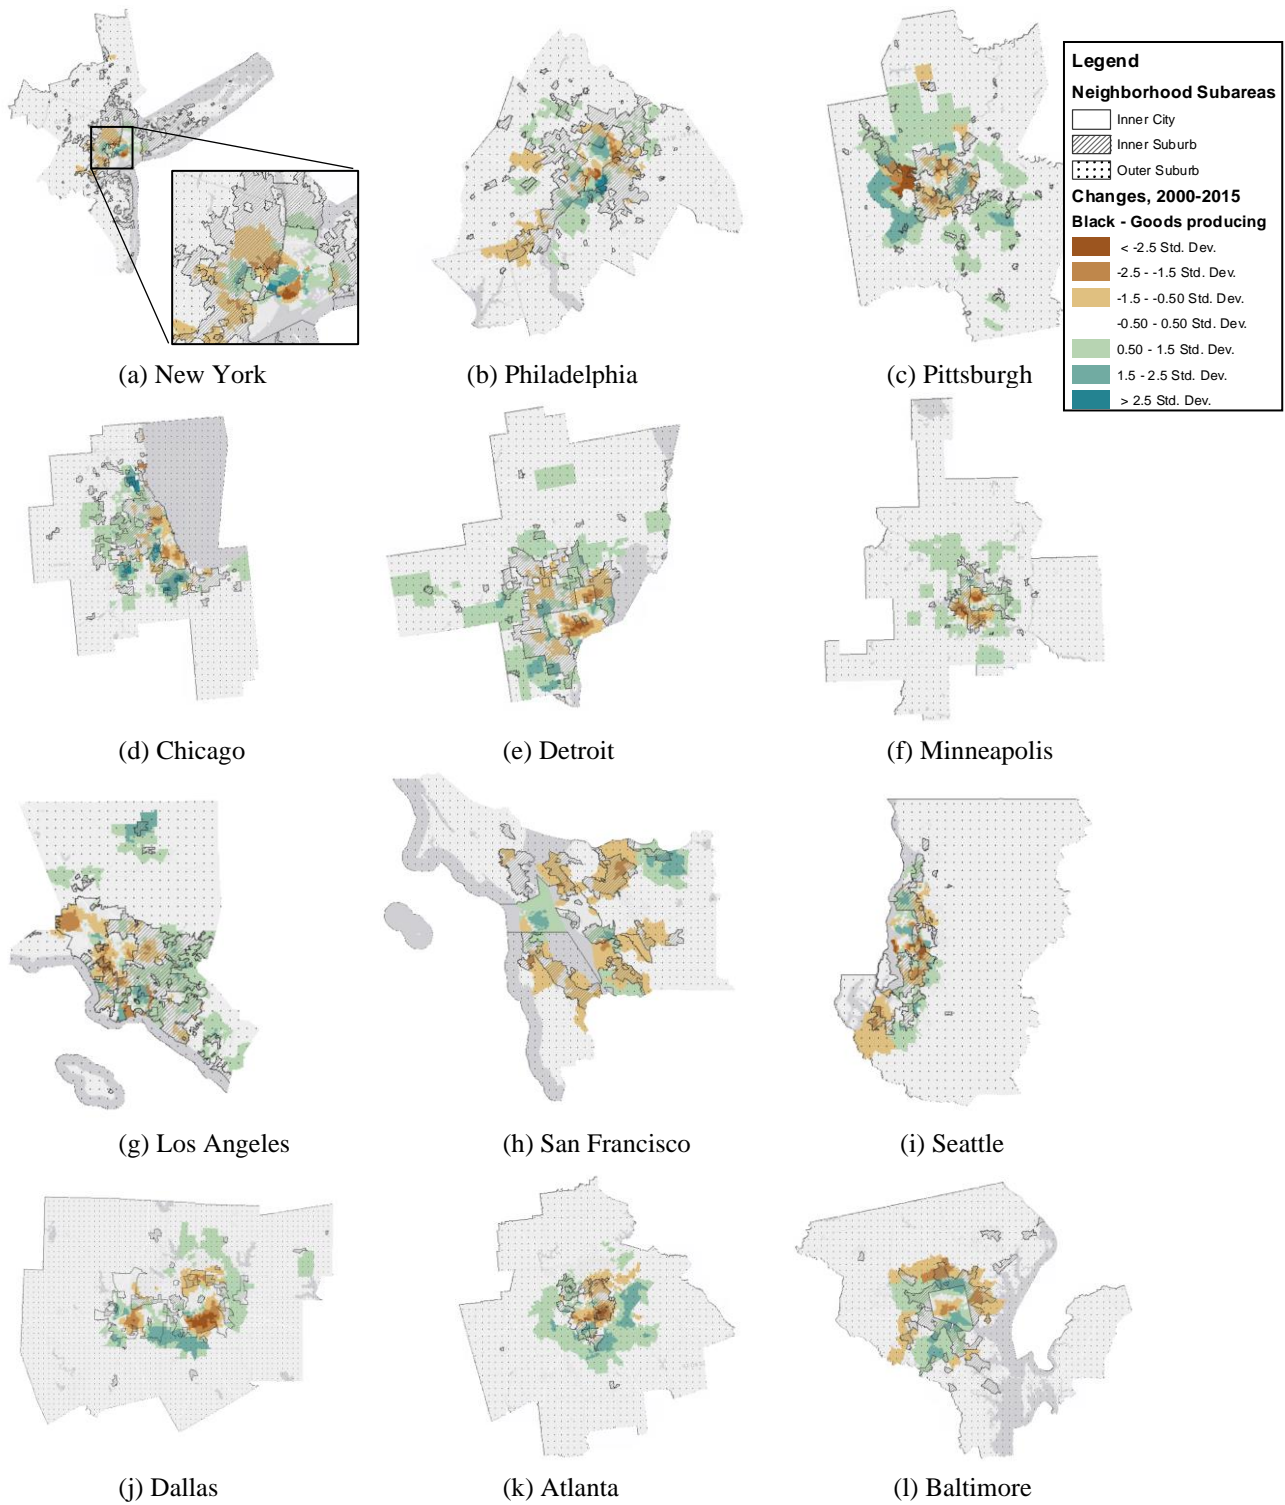 Legend
Neighborhood Subareas
Inner City
Inner Suburb
Outer Suburb
Changes, 2000-2015
Black - Goods producing
< -2.5 Std. Dev.
-2.5 - -1.5 Std. Dev.
-1.5 - -0.50 Std. Dev.
-0.50 - 0.50 Std. Dev.
0.50 - 1.5 Std. Dev.
1.5 - 2.5 Std. Dev.
> 2.5 Std. Dev.
(a) New York
(b) Philadelphia
(c) Pittsburgh
(d) Chicago
(e) Detroit
(f) Minneapolis
(g) Los Angeles
(h) San Francisco
(i) Seattle
(j) Dallas
(k) Atlanta
(l) Baltimore